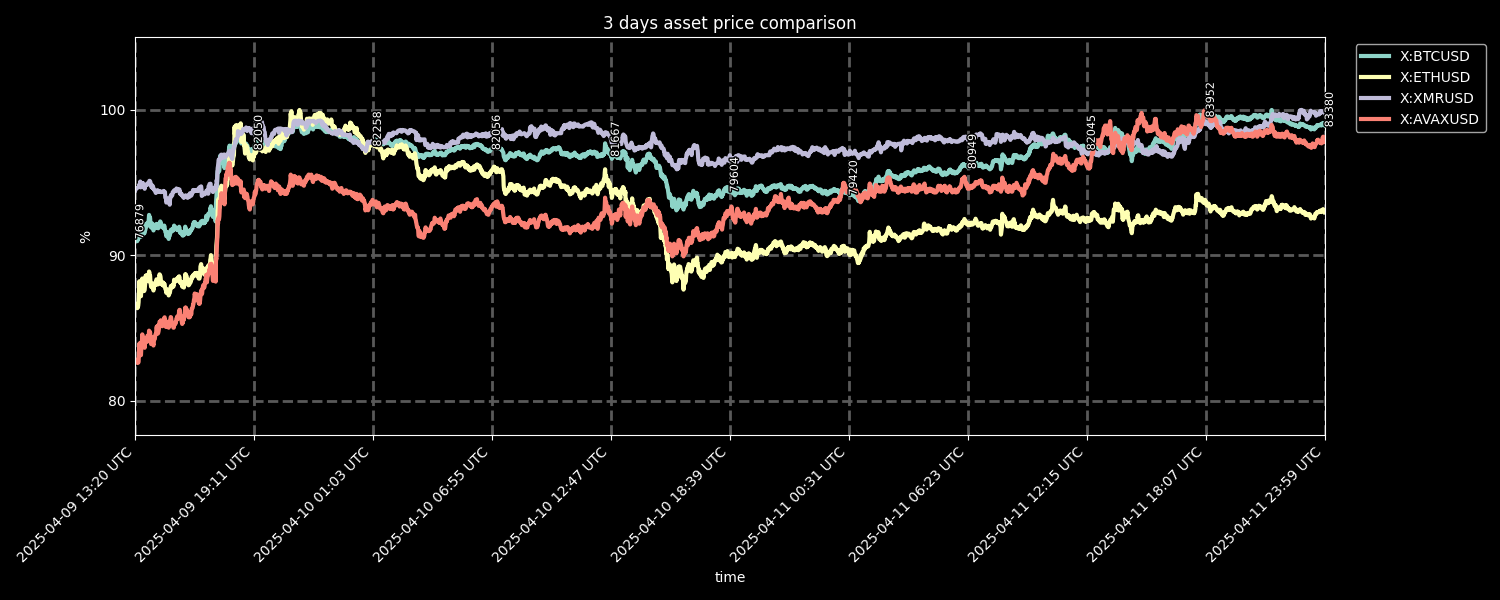 3 days asset price comparison
X:BTCUSD
X:ETHUSD
X:XMRUSD
X:AVAXUSD
100
90
80
%
76879
82050
82258
82056
81667
79604
79420
80949
82045
83952
83380
2025-04-09 13:20 UTC
2025-04-09 19:11 UTC
2025-04-10 01:03 UTC
2025-04-10 06:55 UTC
2025-04-10 12:47 UTC
2025-04-10 18:39 UTC
2025-04-11 00:31 UTC
2025-04-11 06:23 UTC
2025-04-11 12:15 UTC
2025-04-11 18:07 UTC
2025-04-11 23:59 UTC
time